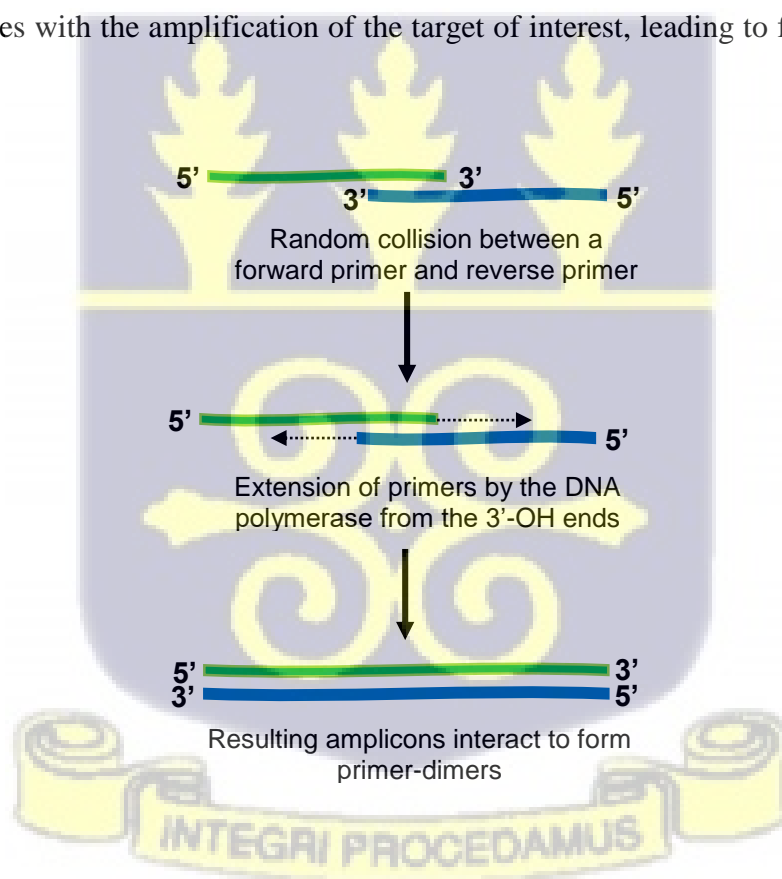 es with the amplification of the target of interest, leading to f
5’ 3’
3’ 5’
Random collision between a
forward primer and reverse primer
5’
5’
Extension of primers by the DNA
polymerase from the 3’-OH ends
5’ 3’
3’ 5’
Resulting amplicons interact to form
primer-dimers
INTEGRI PROCEDAMUS